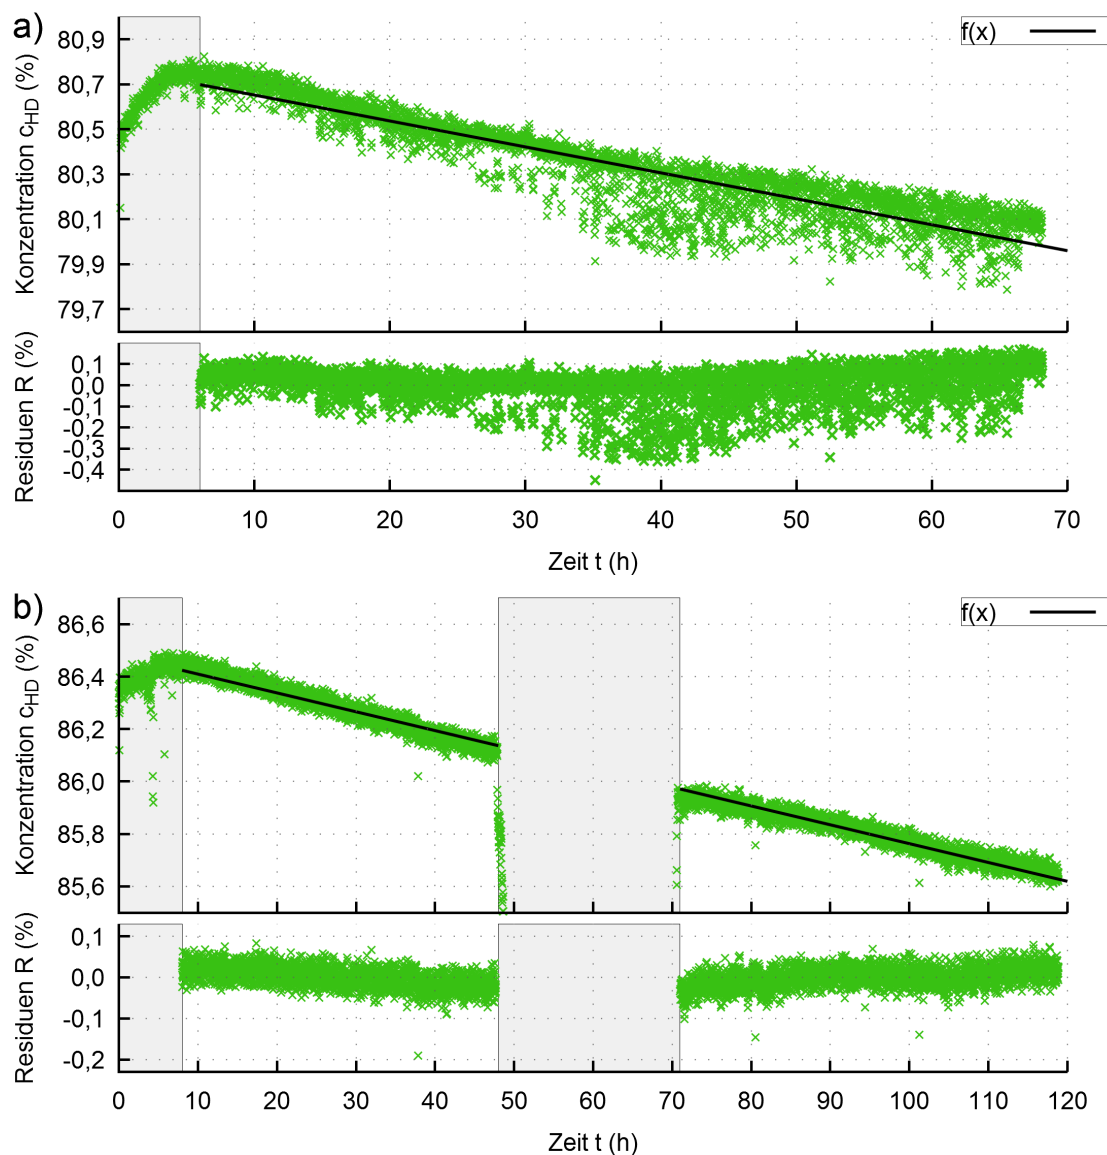 a)
Konzentration cHD (%)
80,9
80,7
80,5
80,3
80,1
79,9
79,7
f(x)
Residuen R (%)
0,1
0,0
-0,1
-0,2
-0,3
-0,4
0 10 20 30 40 50 60 70
Zeit t (h)
b)
Konzentration cHD (%)
86,6
86,4
86,2
86,0
85,8
85,6
f(x)
Residuen R (%)
0,1
0,0
-0,1
-0,2
0 10 20 30 40 50 60 70 80 90 100 110 120
Zeit t (h)